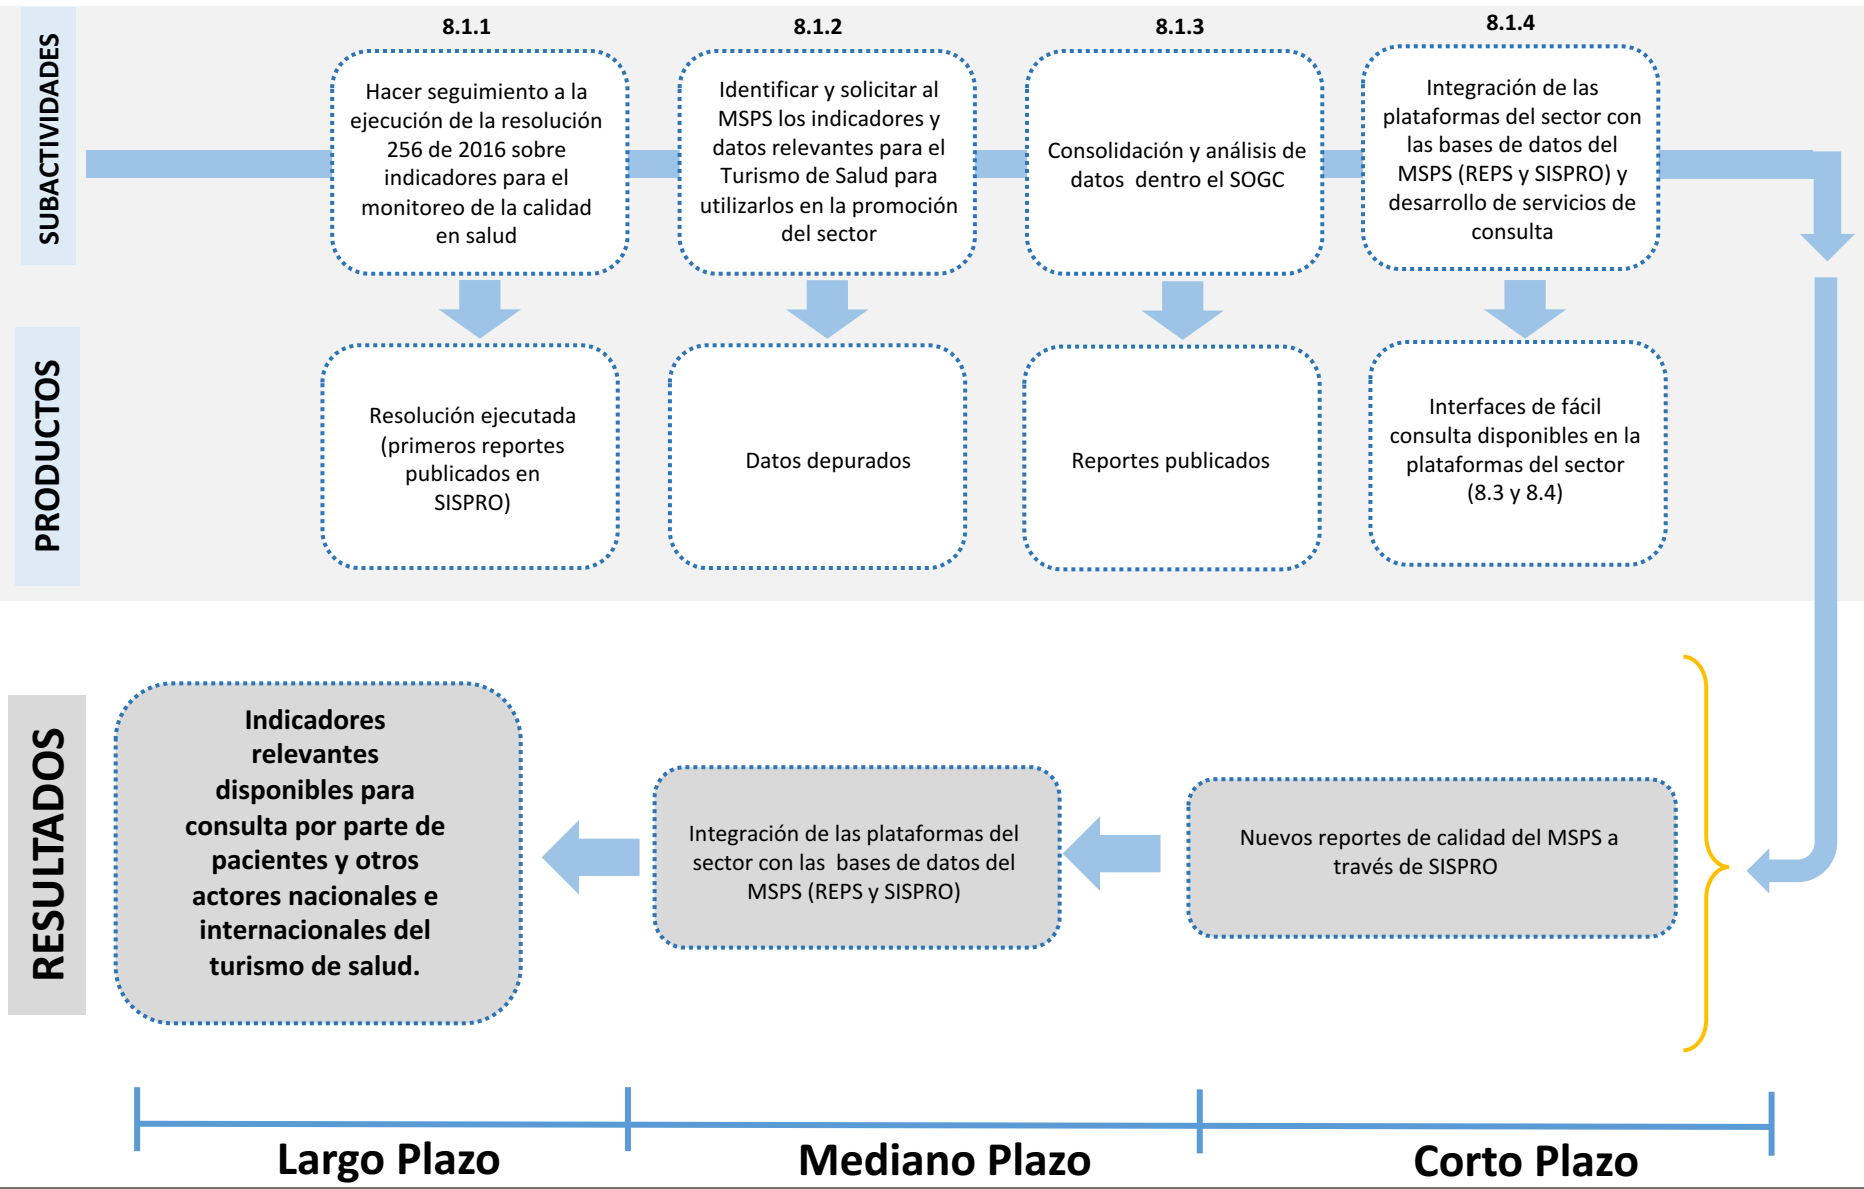 SUBACTIVIDADES
8.1.1
Hacer seguimiento a la
ejecución de la resolución
256 de 2016 sobre
indicadores para el
monitoreo de la calidad
en salud
8.1.2
Identificar y solicitar al
MSPS los indicadores y
datos relevantes para el
Turismo de Salud para
utilizarlos en la promoción
del sector
8.1.3
Consolidación y análisis de
datos dentro el SOGC
8.1.4
Integración de las
plataformas del sector con
las bases de datos del
MSPS (REPS y SISPRO) y
desarrollo de servicios de
consulta
PRODUCTOS
Resolución ejecutada
(primeros reportes
publicados en
SISPRO)
Datos depurados
Reportes publicados
Interfaces de fácil
consulta disponibles en la
plataformas del sector
(8.3 y 8.4)
RESULTADOS
Indicadores
relevantes
disponibles para
consulta por parte de
pacientes y otros
actores nacionales e
internacionales del
turismo de salud.
Integración de las plataformas del
sector con las bases de datos del
MSPS (REPS y SISPRO)
Nuevos reportes de calidad del MSPS a
través de SISPRO
Largo Plazo
Mediano Plazo
Corto Plazo